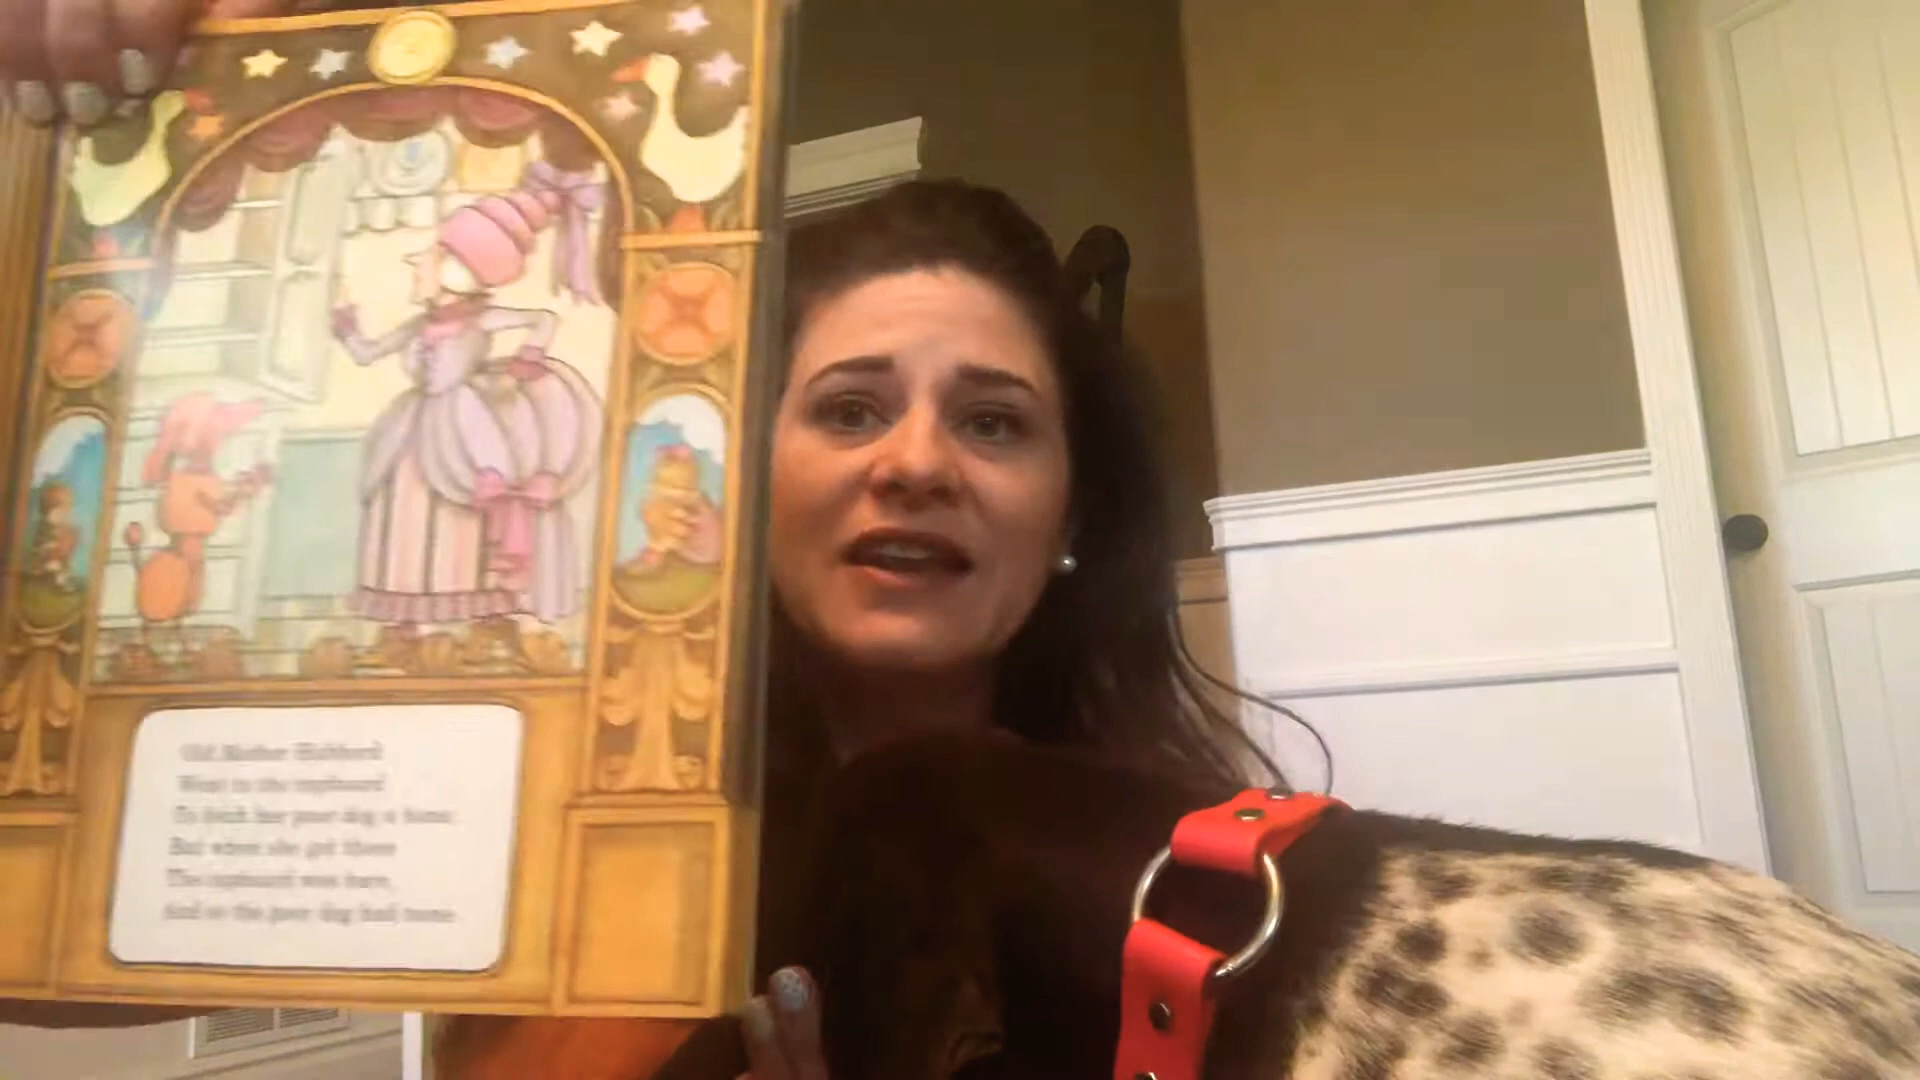 Old Mother Hubbard
Went to the cupboard
To fetch her poor dog a bone;
But when she got there
The cupboard was bare,
And so the poor dog had none.